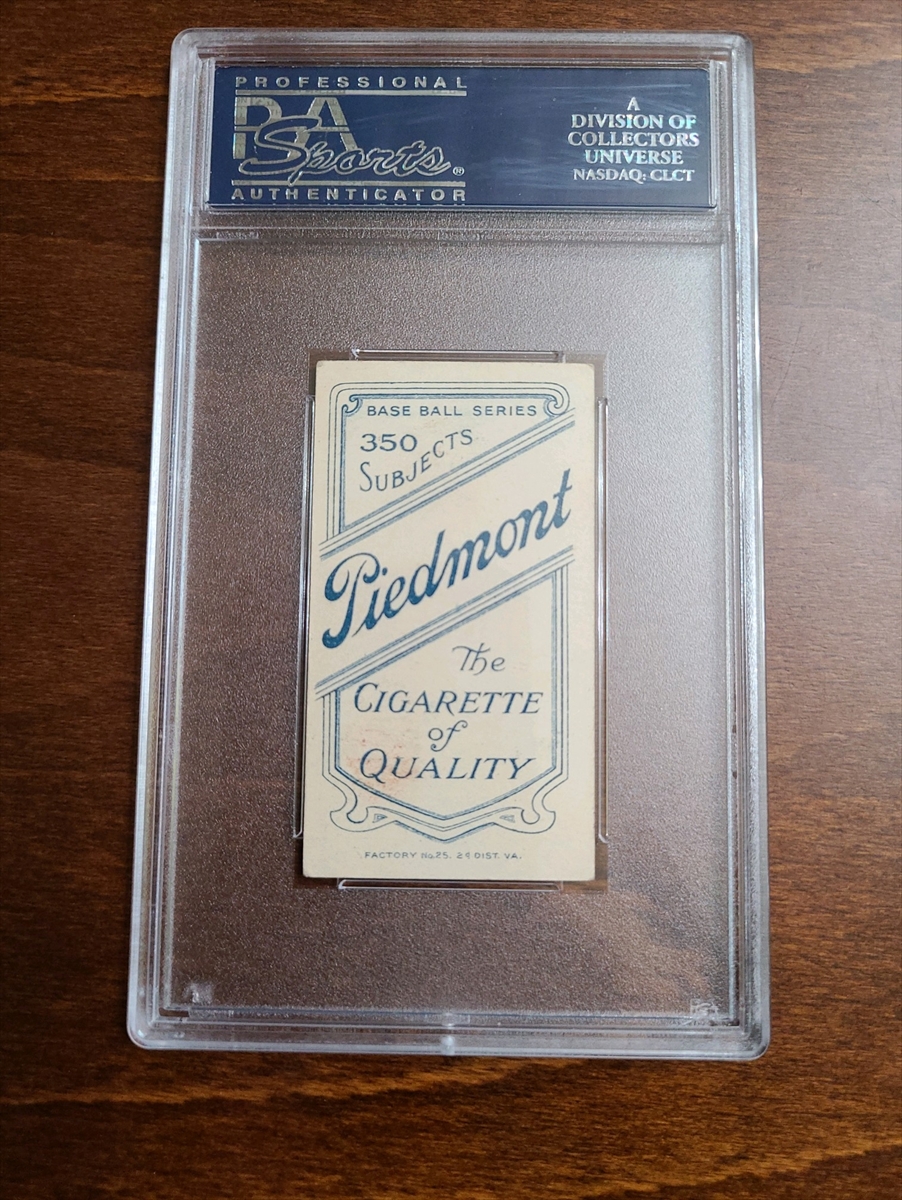 PROFESSIONAL
PSA
Sports®
AUTHENTICATOR
A
DIVISION OF
COLLECTORS
UNIVERSE
NASDAQ: CLCT
BASE BALL SERIES
350
SUBJECTS
Piedmont
The
CIGARETTE
of
QUALITY
FACTORY No.25. 2d DIST. VA.